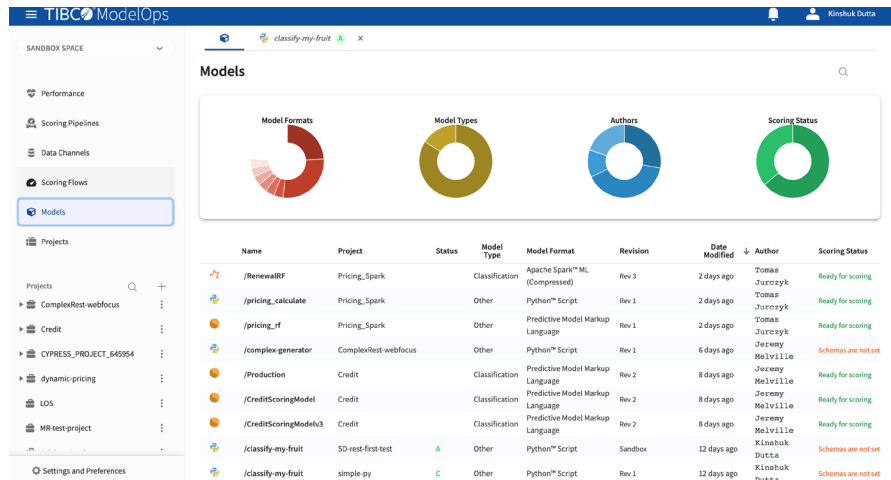 TIBCO ModelOps
Kinshuk Dutta
SANDBOX SPACE
classify-my-fruit A x
Models
Performance
Scoring Pipelines
Data Channels
Scoring Flows
Models
Projects
Model Formats Model Types Authors Scoring Status
Name Project Status Model Type Model Format Revision Date Modified Author Scoring Status
/RenewalRF Pricing_Spark Classification Apache Spark™ ML (Compressed) Rev 3 2 days ago Tomas Jurczyk Ready for scoring
/pricing_calculate Pricing_Spark Other Python™ Script Rev 1 2 days ago Tomas Jurczyk Ready for scoring
/pricing_rf Pricing_Spark Other Predictive Model Markup Language Rev 1 2 days ago Tomas Jurczyk Ready for scoring
/complex-generator ComplexRest-webfocus Other Python™ Script Rev 1 6 days ago Jeremy Melville Schemas are not set
/Production Credit Classification Predictive Model Markup Language Rev 2 8 days ago Jeremy Melville Ready for scoring
/CreditScoringModel Credit Classification Predictive Model Markup Language Rev 2 8 days ago Jeremy Melville Ready for scoring
/CreditScoringModelv3 Credit Classification Predictive Model Markup Language Rev 2 8 days ago Jeremy Melville Ready for scoring
/classify-my-fruit SD-rest-first-test A Other Python™ Script Sandbox 12 days ago Kinshuk Dutta Schemas are not set
/classify-my-fruit simple-py C Other Python™ Script Rev 1 12 days ago Kinshuk Dutta Schemas are not set
Projects
ComplexRest-webfocus
Credit
CYPRESS_PROJECT_645954
dynamic-pricing
LOS
MR-test-project
Settings and Preferences